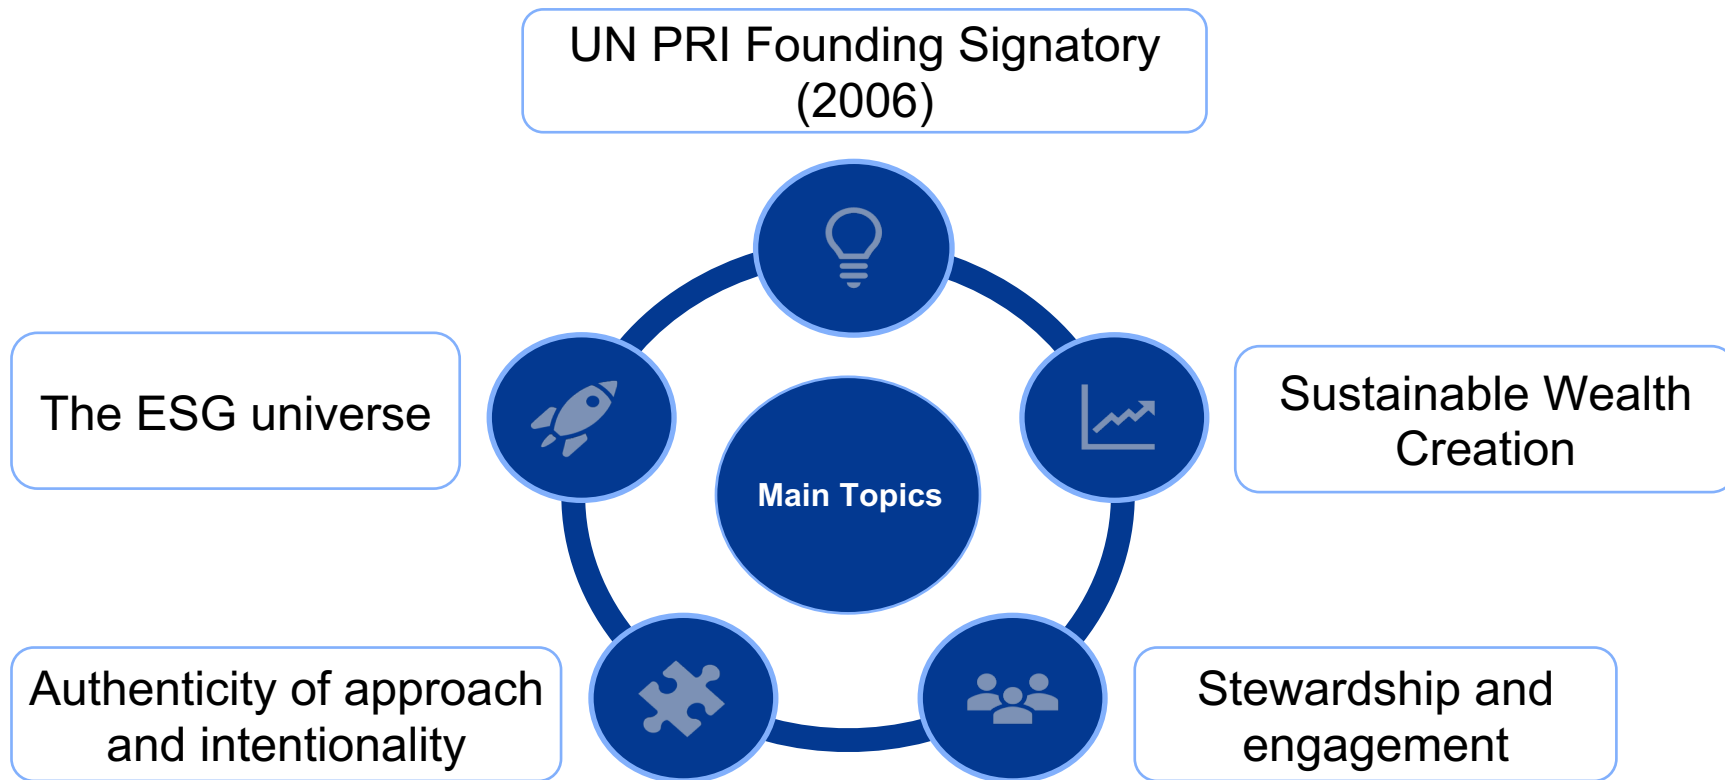 UN PRI Founding Signatory
(2006)
The ESG universe
Sustainable Wealth
Creation
Main Topics
Authenticity of approach
and intentionality
Stewardship and
engagement